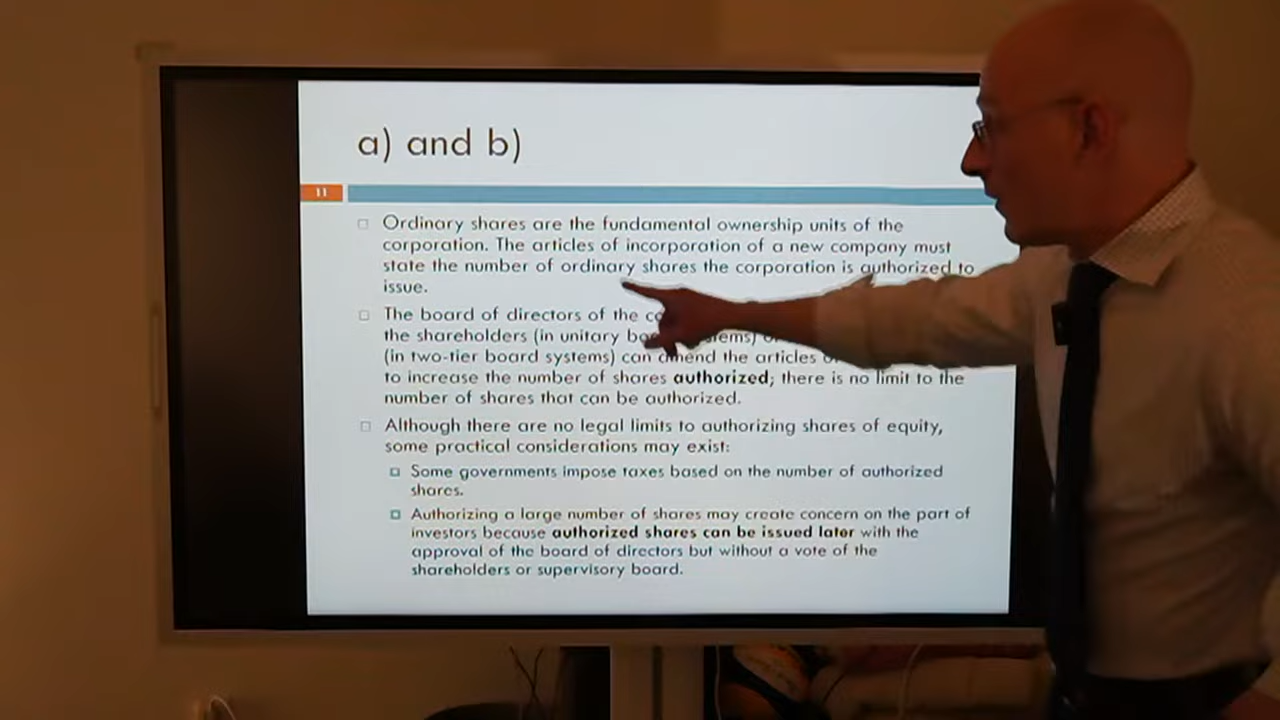 a) and b)
11
Ordinary shares are the fundamental ownership units of the
corporation. The articles of incorporation of a new company must
state the number of ordinary shares the corporation is authorized to
issue.
The board of directors of the
the shareholders (in unitary
(in two-tier board systems) can amend the articles
to increase the number of shares authorized; there is no limit to the
number of shares that can be authorized.
Although there are no legal limits to authorizing shares of equity,
some practical considerations may exist:
Some governments impose taxes based on the number of authorized
shares.
Authorizing a large number of shares may create concern on the part of
investors because authorized shares can be issued later with the
approval of the board of directors but without a vote of the
shareholders or supervisory board.